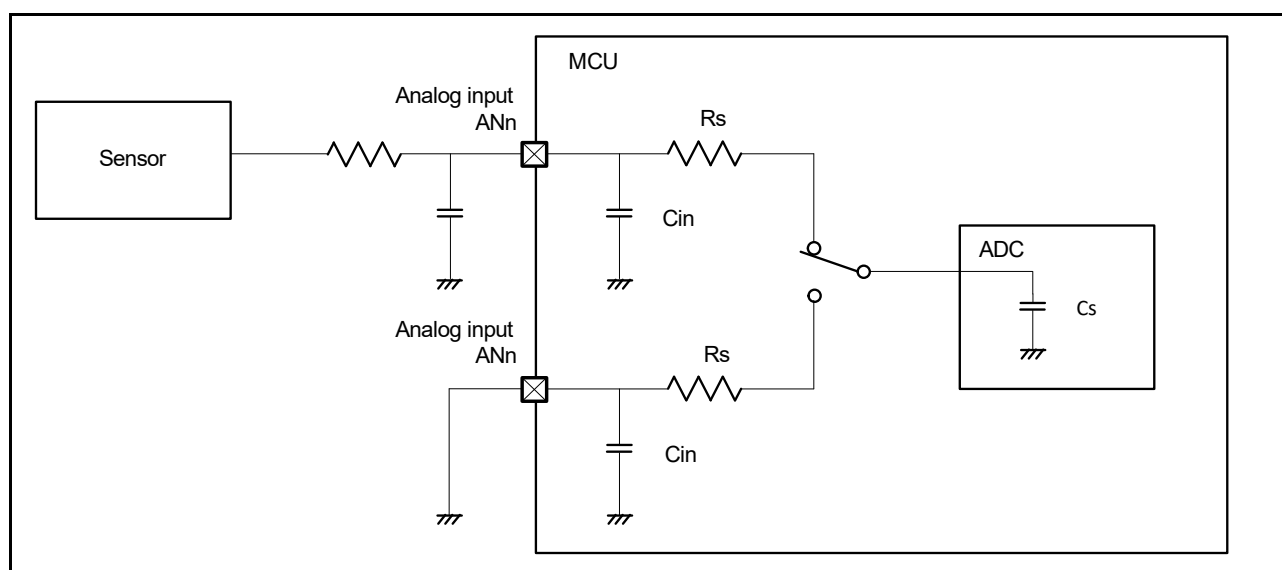 MCU
Analog input
ANn
Rs
Sensor
Cin
ADC
Cs
Analog input
ANn
Rs
Cin